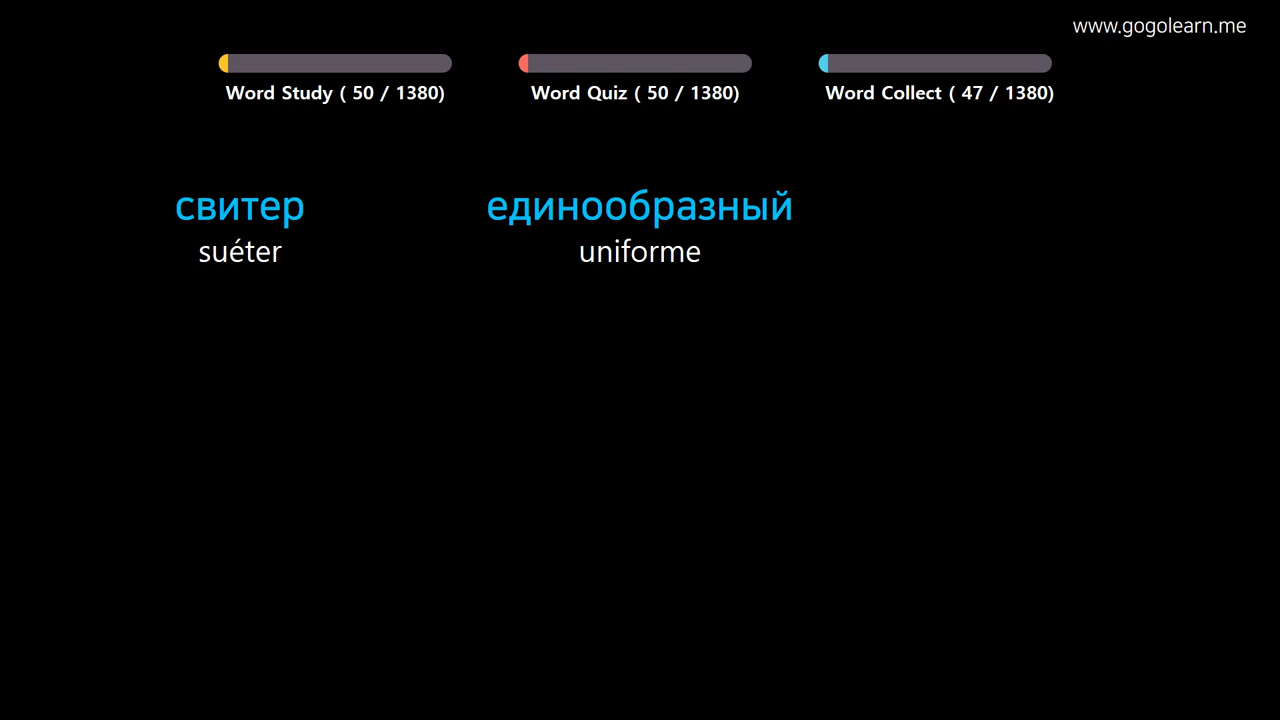 www.gogolearn.me
Word Study ( 50 / 1380)
Word Quiz ( 50 / 1380)
Word Collect ( 47 / 1380)
свитер
suéter
единообразный
uniforme